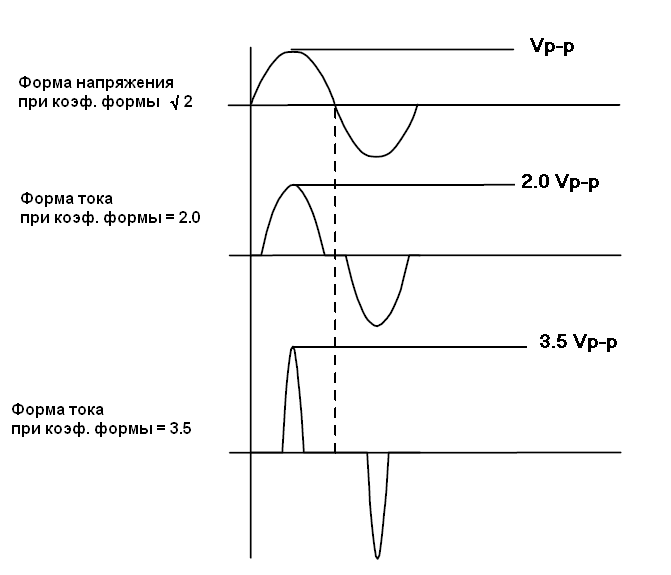 Vp-p
Форма напряжения
при коэф. формы √ 2
2.0 Vp-p
Форма тока
при коэф. формы = 2.0
3.5 Vp-p
Форма тока
при коэф. формы = 3.5